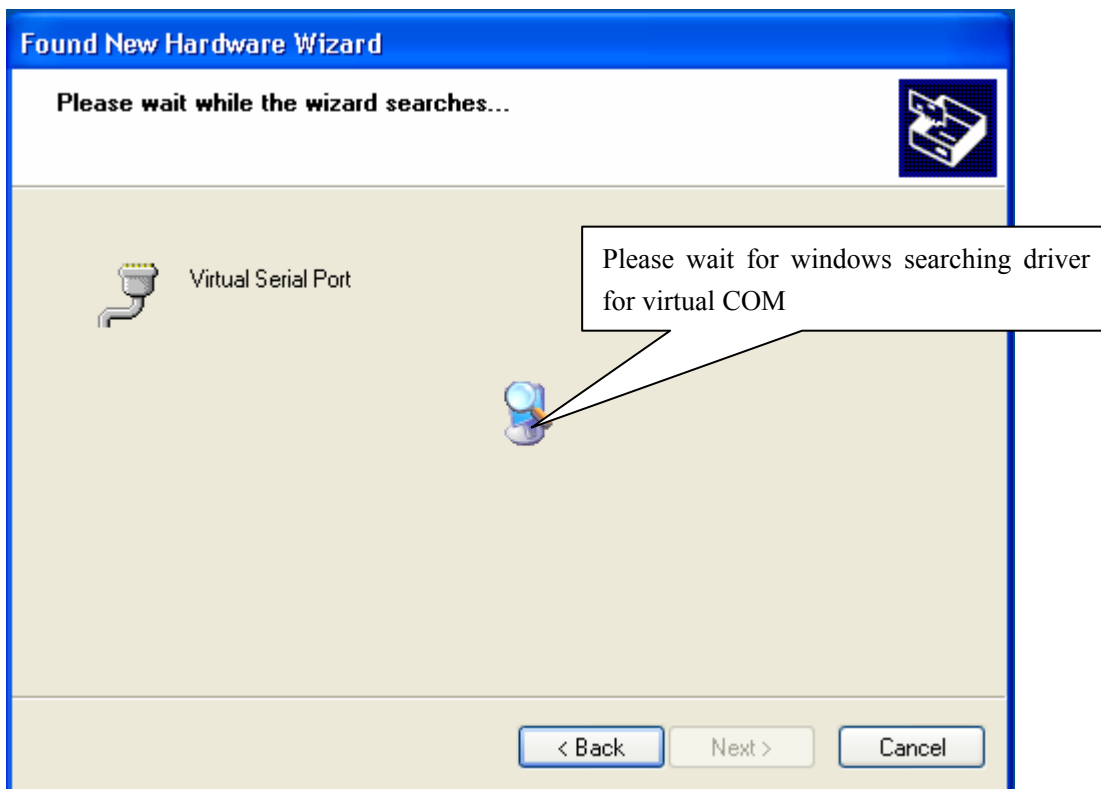 Found New Hardware Wizard
Please wait while the wizard searches...
Virtual Serial Port
Please wait for windows searching driver
for virtual COM
< Back
Next >
Cancel